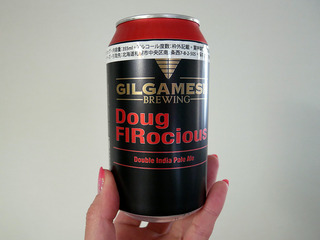 GILGAMESH
BREWING
Doug
FIRocious
Double India Pale Ale